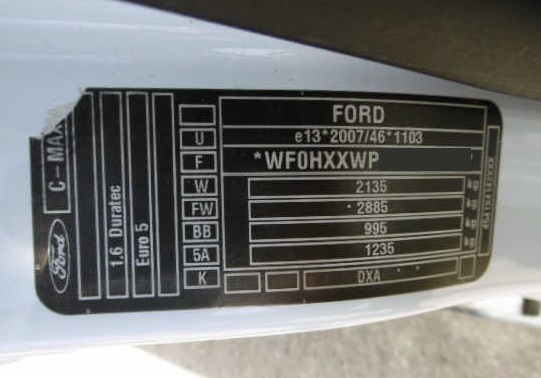 FORD
e13*2007/46*1103
*WF0HXXWP
2135 kg
2885 kg
995 kg
1235 kg
DXA
U
F
W
FW
BB
5A
K
C-MAX
1.6 Duratec
Euro 5
Ford